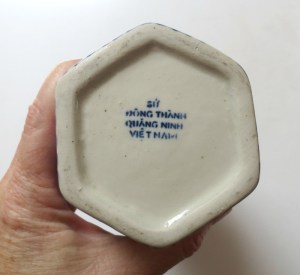 SỨ
ĐÔNG THÀNH
QUẢNG NINH
VIỆT NAM